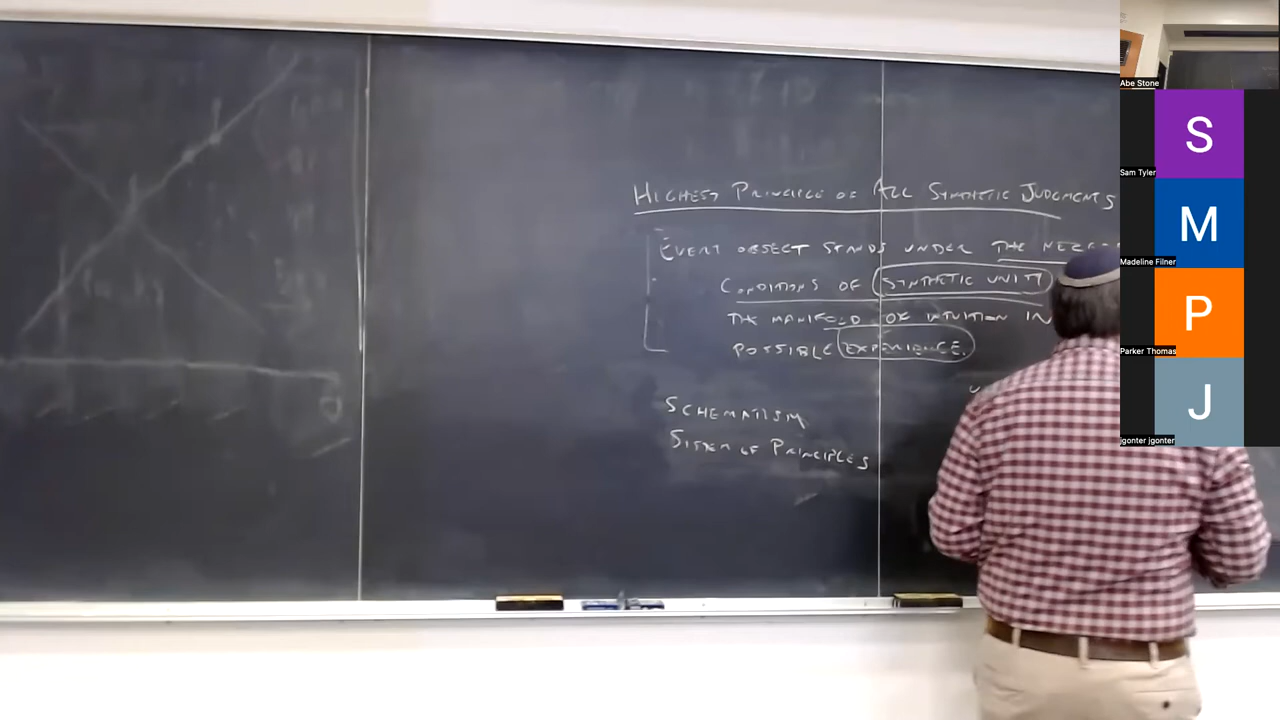 HIGHEST PRINCIPLE OF ALL SYNTHETIC JUDGMENTS
EVERY OBJECT STANDS UNDER THE NECES
CONDITIONS OF SYNTHETIC UNITY
THE MANIFOLD OF INTUITION IN
POSSIBLE EXPERIENCE.
SCHEMATISM
SYSTEM OF PRINCIPLES
Abe Stone
S
Sam Tyler
M
Madeline Filner
P
Parker Thomas
J
jgonter jgonter